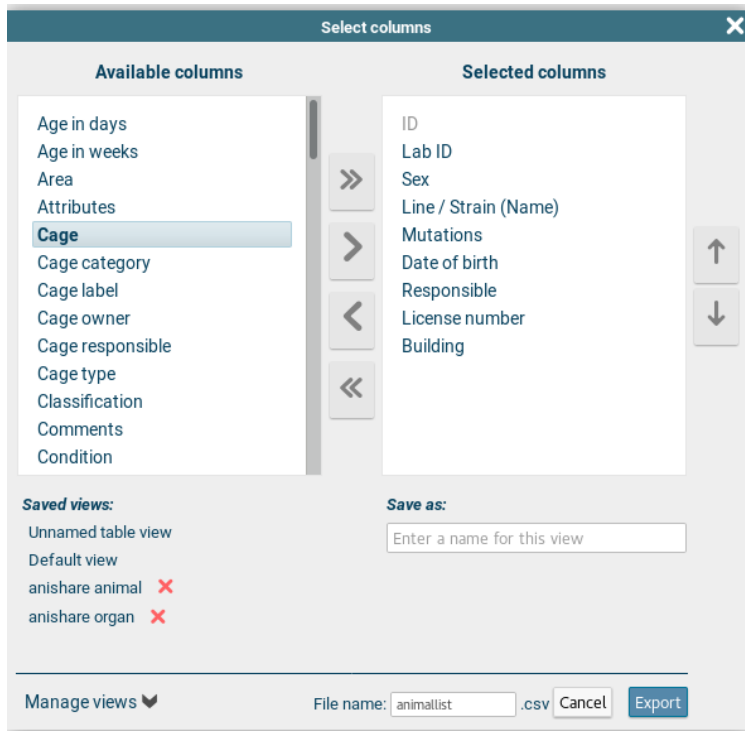 Select columns
Available columns
Age in days
Age in weeks
Area
Attributes
Cage
Cage category
Cage label
Cage owner
Cage responsible
Cage type
Classification
Comments
Condition
Selected columns
ID
Lab ID
Sex
Line / Strain (Name)
Mutations
Date of birth
Responsible
License number
Building
Saved views:
Unnamed table view
Default view
anishare animal
anishare organ
Save as:
Enter a name for this view
Manage views
File name: animallist .csv Cancel Export